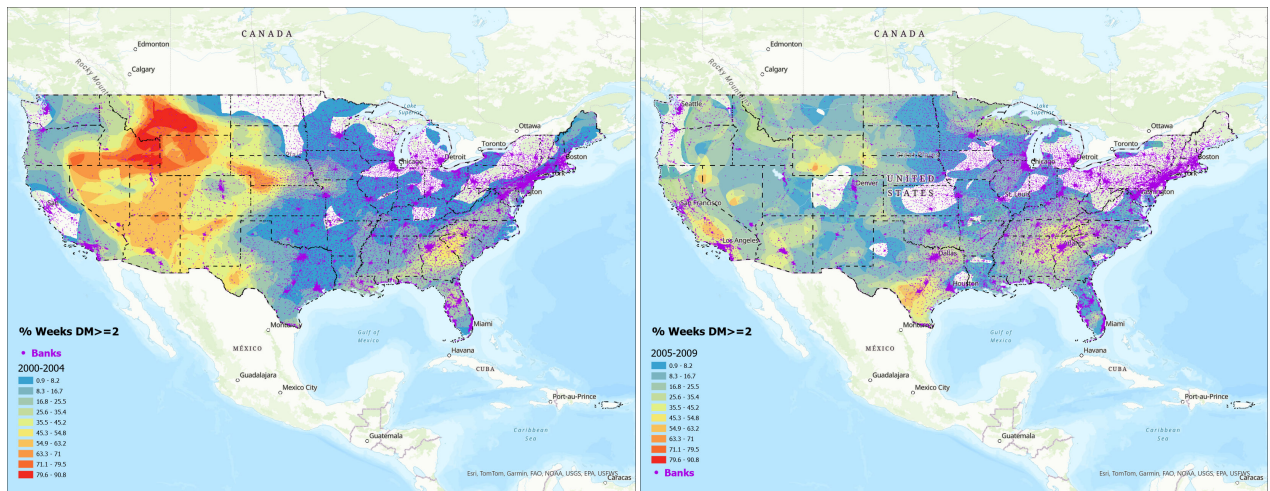 CANADA
Edmonton
Calgary
Rocky Mount
Lake
Superior
Ottawa
Toronto
Chicago
Detroit
Boston
Monterrey
Gulf of
México
Miami
MÉXICO
Havana
CUBA
Guadalajara
Mexico City
Port-au-Prince
Caribbean
Sea
Guatemala
Caracas
Esri, TomTom, Garmin, FAO, NOAA, USGS, EPA, USFWS
% Weeks DM>=2
Banks
2000-2004
0.9 - 8.2
8.3 - 16.7
16.8 - 25.5
25.6 - 35.4
35.5 - 45.2
45.3 - 54.8
54.9 - 63.2
63.3 - 71
71.1 - 79.5
79.6 - 90.8
CANADA
Edmonton
Calgary
Rocky Mount
Seattle
Lake
Superior
Ottawa
Toronto
Chicago
Detroit
Boston
Denver
UNITED
STATES
St. Louis
Washington
San Francisco
Los Angeles
Dallas
Houston
Monterrey
Gulf of
México
Miami
MÉXICO
Havana
CUBA
Guadalajara
Mexico City
Port-au-Prince
Caribbean
Sea
Guatemala
Caracas
Esri, TomTom, Garmin, FAO, NOAA, USGS, EPA, USFWS
% Weeks DM>=2
2005-2009
0.9 - 8.2
8.3 - 16.7
16.8 - 25.5
25.6 - 35.4
35.5 - 45.2
45.3 - 54.8
54.9 - 63.2
63.3 - 71
71.1 - 79.5
79.6 - 90.8
Banks